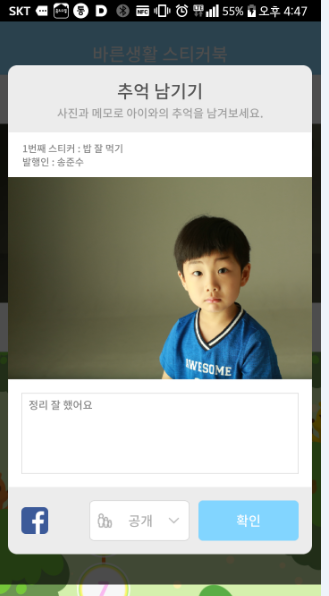 SKT
55%
오후 4:47
바른생활 스티커북
추억 남기기
사진과 메모로 아이와의 추억을 남겨보세요.
1번째 스티커 : 밥 잘 먹기
발행인 : 송준수
AWESOME
정리 잘 했어요
공개
확인